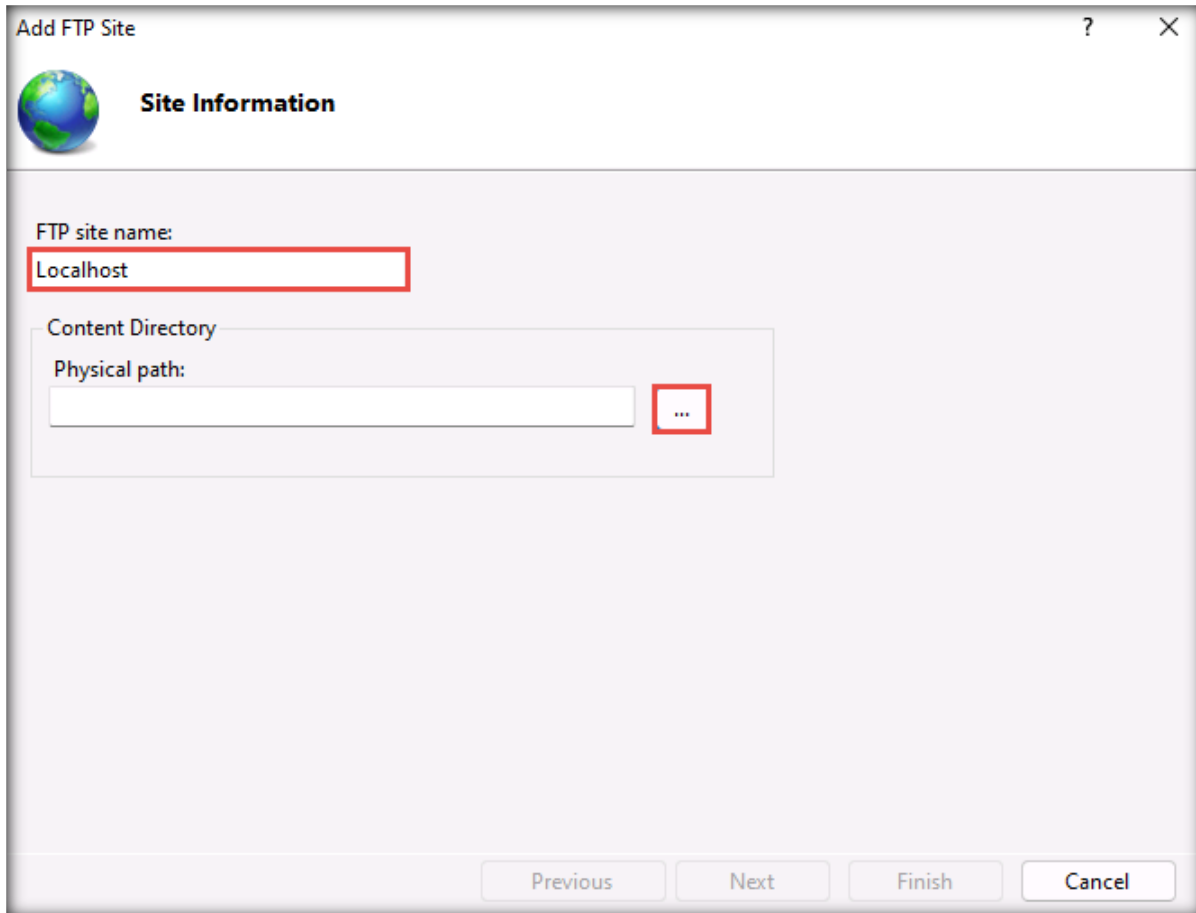 Add FTP Site ?
Site Information
FTP site name:
Localhost
Content Directory
Physical path:
...
Previous Next Finish Cancel